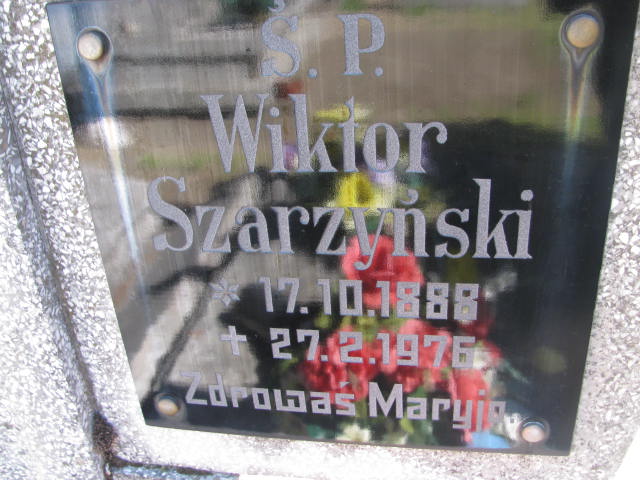 Ś. P.
Wiktor
Szarzyński
* 17.10.1888
+ 27.2.1976
Zdrowaś Maryjo.